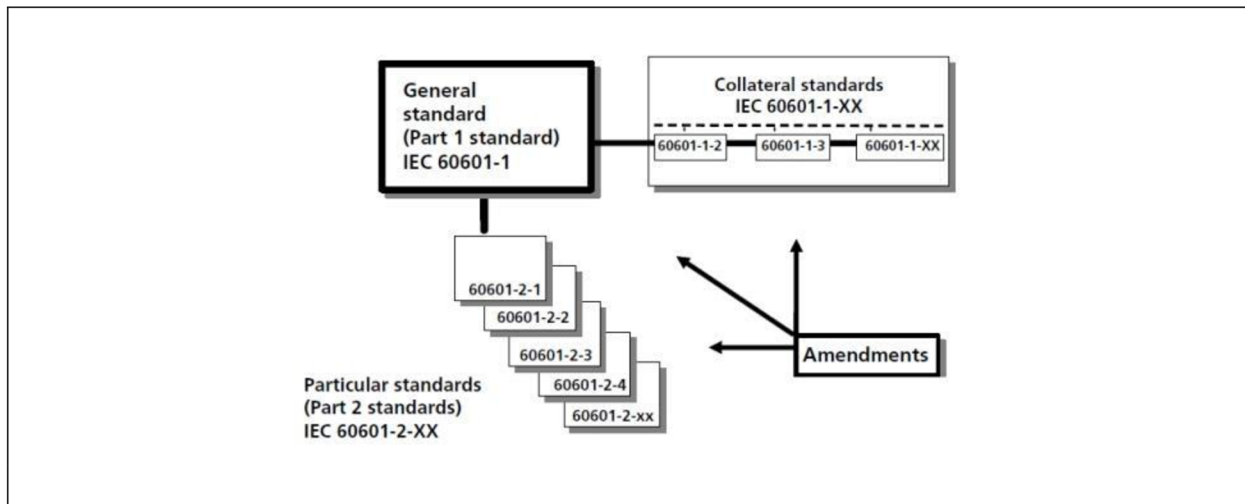 General
standard
(Part 1 standard)
IEC 60601-1
Collateral standards
IEC 60601-1-XX
60601-1-2
60601-1-3
60601-1-XX
60601-2-1
60601-2-2
60601-2-3
60601-2-4
60601-2-xx
Particular standards
(Part 2 standards)
IEC 60601-2-XX
Amendments